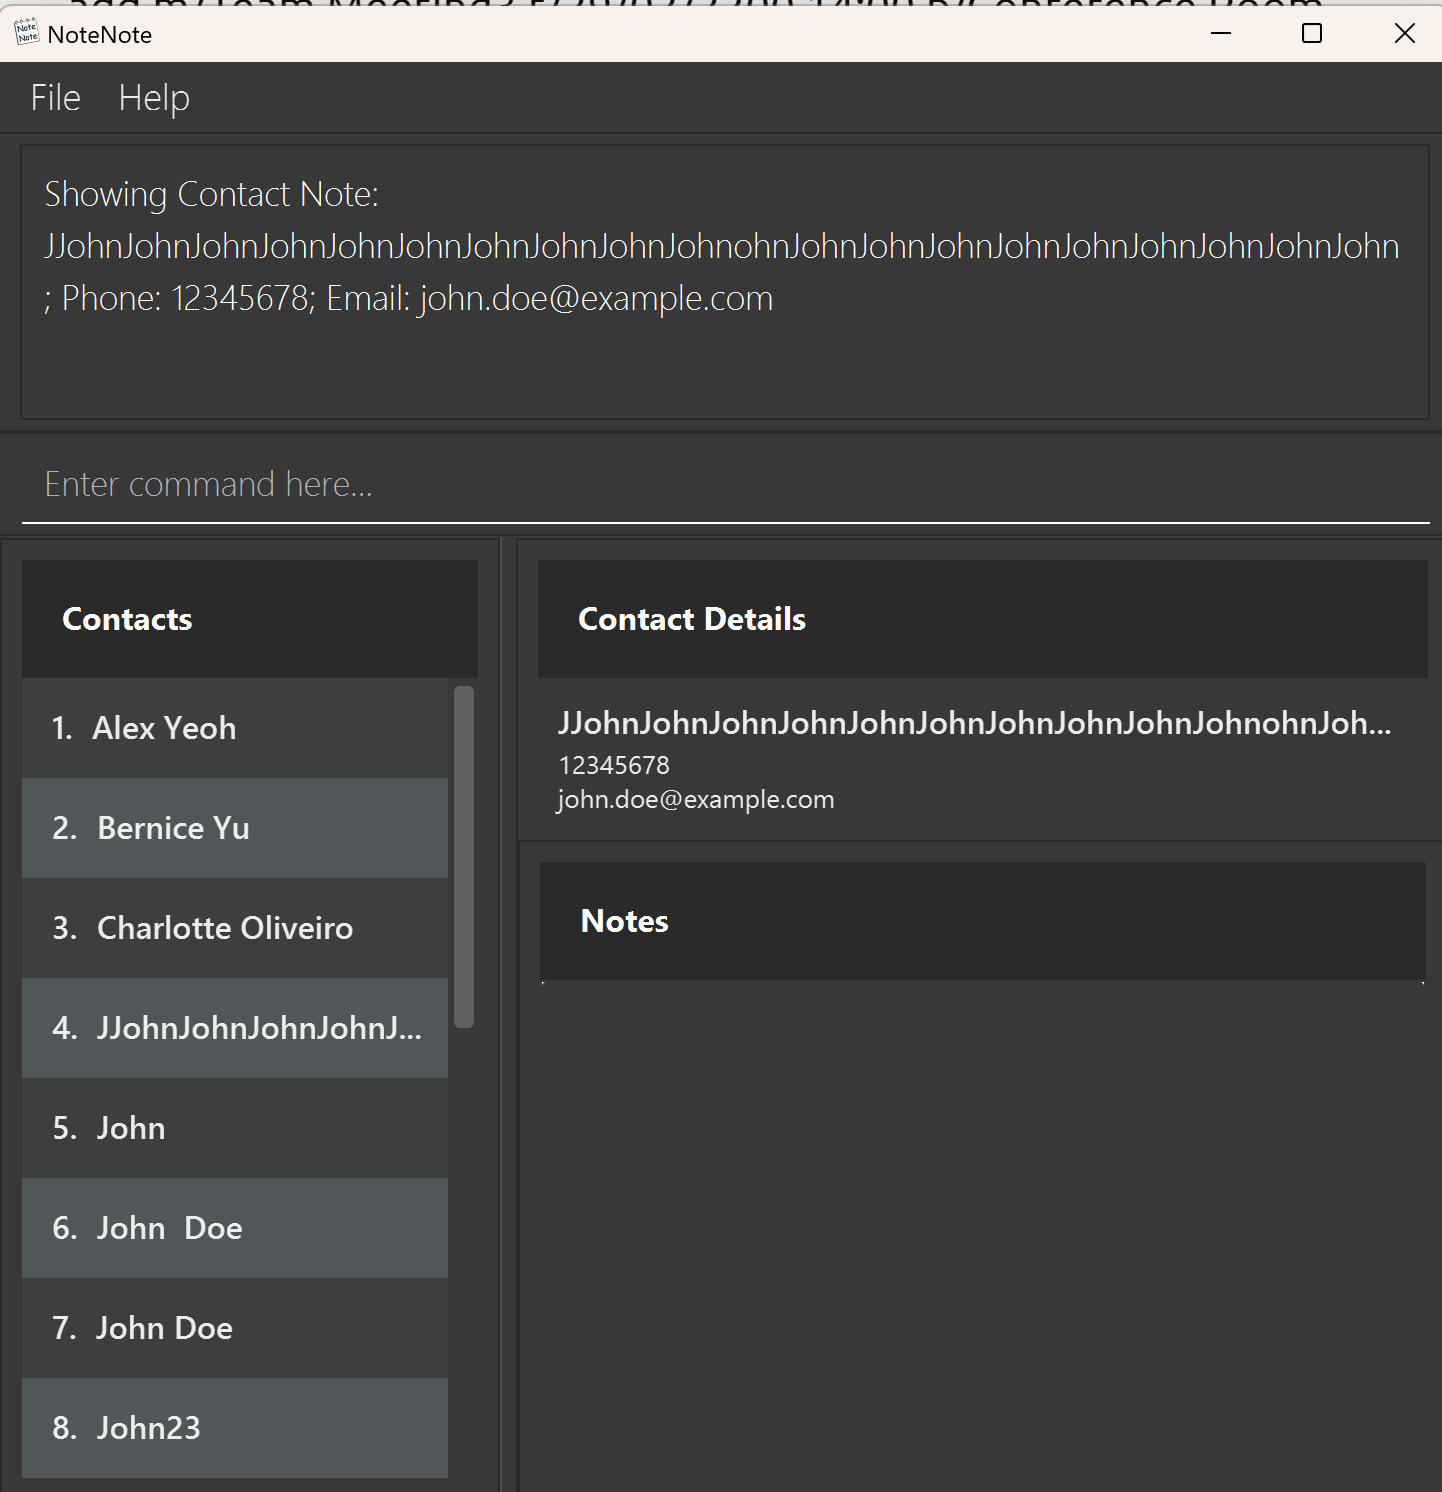 NoteNote
File Help
Showing Contact Note:
JJohnJohnJohnJohnJohnJohnJohnJohnJohnJohnohnJohnJohnJohnJohnJohnJohnJohnJohnJohn
; Phone: 12345678; Email: john.doe@example.com
Enter command here...
Contacts
1. Alex Yeoh
2. Bernice Yu
3. Charlotte Oliveiro
4. JJohnJohnJohnJohnJ...
5. John
6. John  Doe
7. John Doe
8. John23
Contact Details
JJohnJohnJohnJohnJohnJohnJohnJohnJohnJohnohnJoh...
12345678
john.doe@example.com
Notes